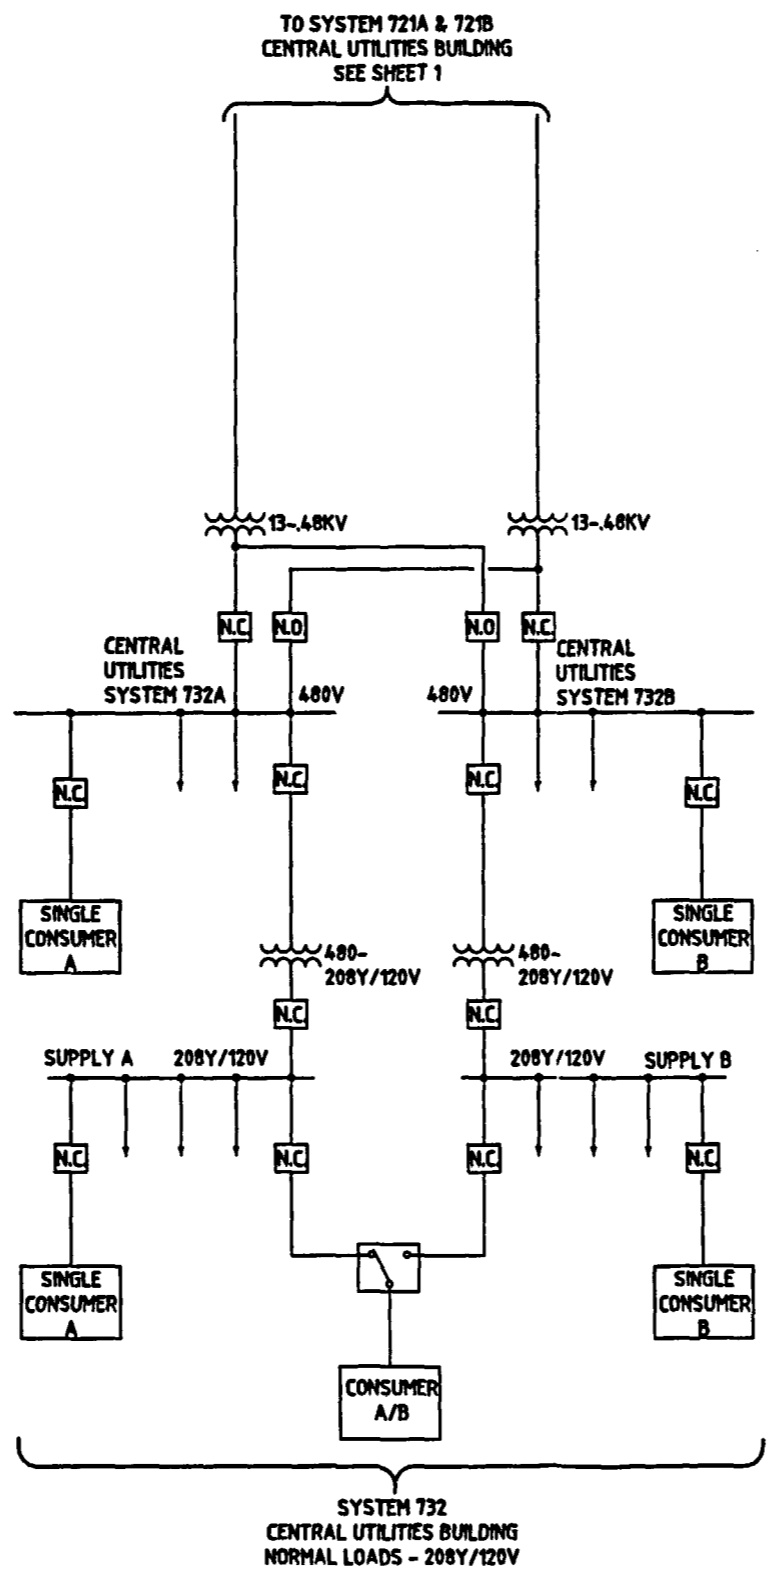 TO SYSTEM 721A & 721B
CENTRAL UTILITIES BUILDING
SEE SHEET 1
13-.48KV
13-.48KV
N.C.
N.O.
N.O
N.C.
CENTRAL
UTILITIES
SYSTEM 732A
480V
480V
CENTRAL
UTILITIES
SYSTEM 732B
N.C.
N.C.
N.C.
N.C.
SINGLE
CONSUMER
A
SINGLE
CONSUMER
B
480-
208Y/120V
480-
208Y/120V
N.C.
N.C.
SUPPLY A
208Y/120V
208Y/120V
SUPPLY B
N.C.
N.C.
N.C.
N.C.
SINGLE
CONSUMER
A
SINGLE
CONSUMER
B
CONSUMER
A/B
SYSTEM 732
CENTRAL UTILITIES BUILDING
NORMAL LOADS - 208Y/120V